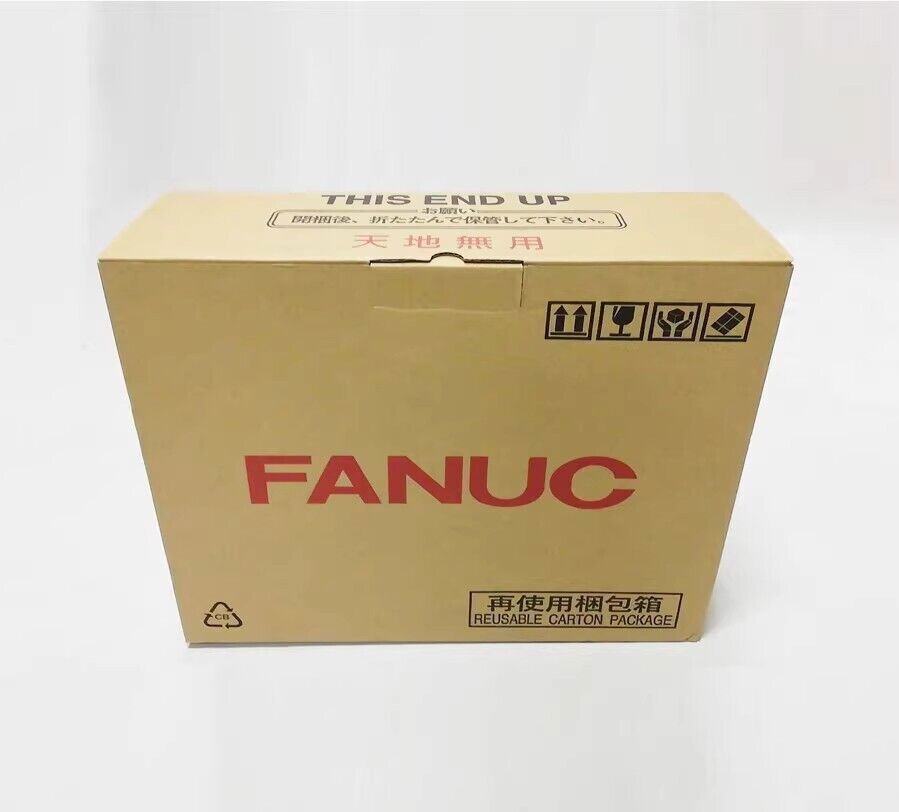 THIS END UP
お願い
開梱後、折たたんで保管して下さい。
天地無用
FANUC
CB
再使用梱包箱
REUSABLE CARTON PACKAGE